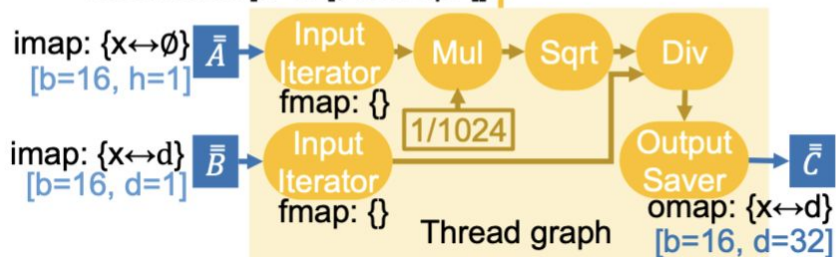 imap: {x↔∅} A̿ Input Iterator Mul Sqrt Div
[b=16, h=1]
fmap: {}
1/1024
imap: {x↔d} B̿ Input Iterator Output Saver C̿
[b=16, d=1]
fmap: {}
omap: {x↔d}
Thread graph
[b=16, d=32]